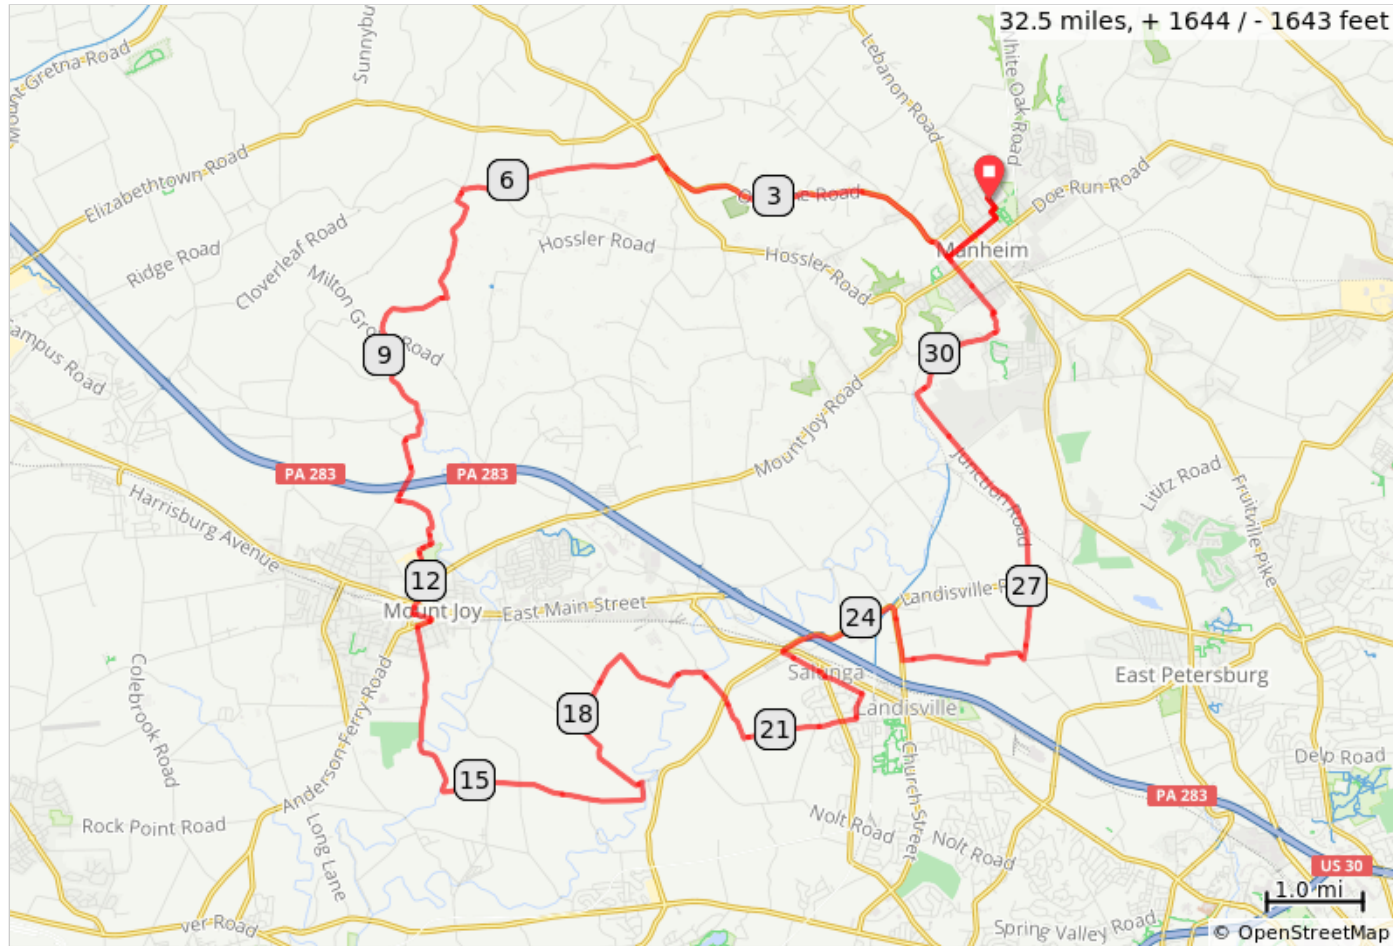 32.5 miles, + 1644 / - 1643 feet
Mount Gretna Road
Sunnybu
Lebanon Road
White Oak Road
Elizabethtown Road
6
3
Doe Run Road
Ridge Road
Cloverleaf Road
Hossler Road
Hossler Road
Manheim
Milton Grove Road
9
30
Campus Road
Mount Joy Road
PA 283
PA 283
Junction Road
Lititz Road
Fruitville Pike
Harrisburg Avenue
12
Mount Joy
East Main Street
24
Landisville
27
Colebrook Road
Anderson Ferry Road
Salunga
East Petersburg
18
Landisville
21
15
Church Street
Delp Road
PA 283
Rock Point Road
Long Lane
Nolt Road
Nolt Road
US 30
1.0 mi
ver Road
Spring Valley Road
© OpenStreetMap